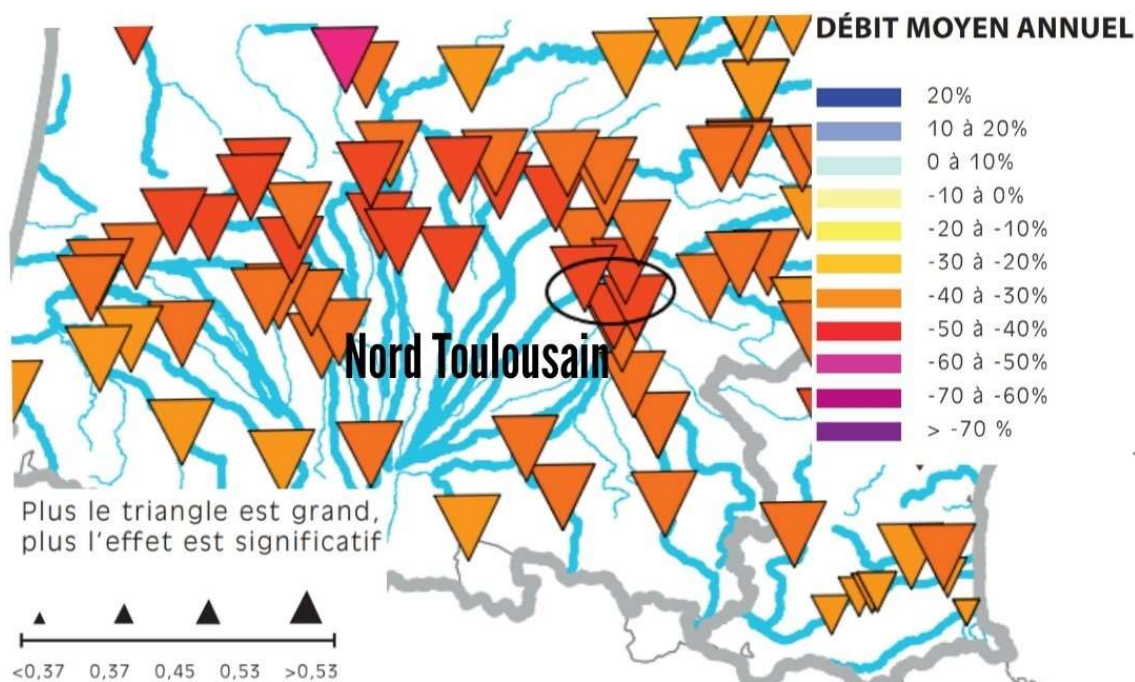 DÉBIT MOYEN ANNUEL
20%
10 à 20%
0 à 10%
-10 à 0%
-20 à -10%
-30 à -20%
-40 à -30%
-50 à -40%
-60 à -50%
-70 à -60%
> -70 %
Nord Toulousain
Plus le triangle est grand,
plus l'effet est significatif
<0,37 0,37 0,45 0,53 >0,53